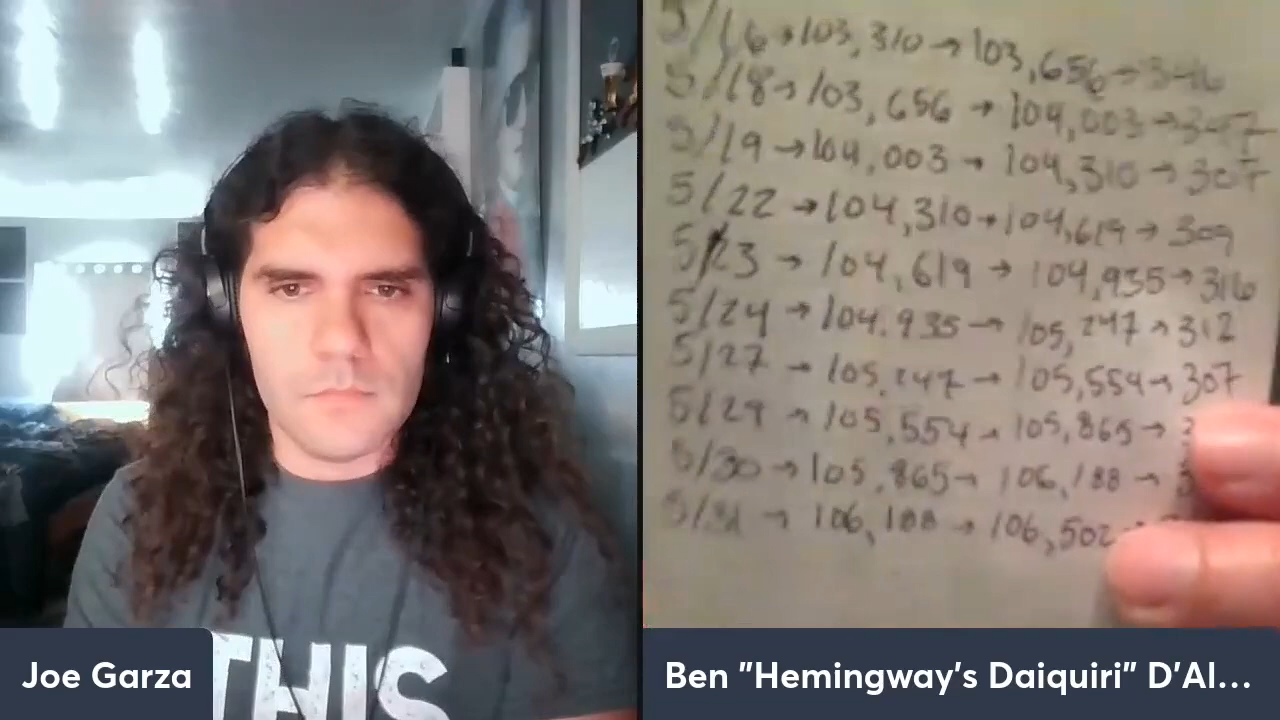 5/16 → 103,310 → 103,656 → 346
5/18 → 103,656 → 104,003 → 347
5/19 → 104,003 → 104,310 → 307
5/22 → 104,310 → 104,619 → 309
5/23 → 104,619 → 104,935 → 316
5/24 → 104.935 → 105,247 → 312
5/27 → 105.247 → 105,554 → 307
5/29 → 105,554 → 105,865 →
5/30 → 105.865 → 106,188 →
5/31 → 106,188 → 106,502
THIS
Joe Garza
Ben "Hemingway's Daiquiri" D'Al...